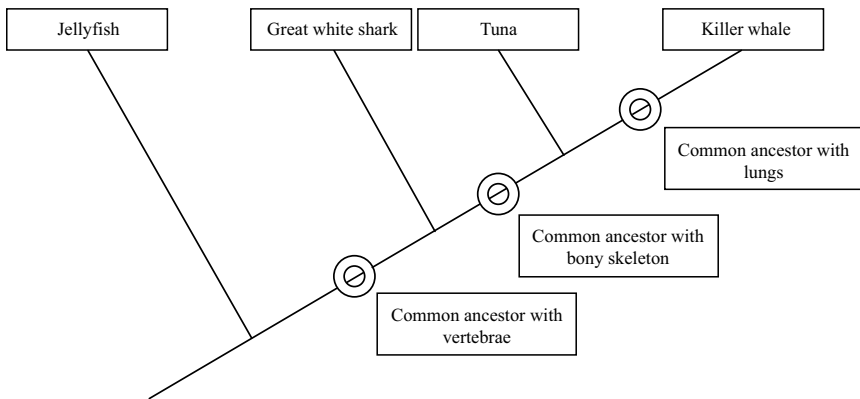 Jellyfish
Great white shark
Tuna
Killer whale
Common ancestor with
lungs
Common ancestor with
bony skeleton
Common ancestor with
vertebrae